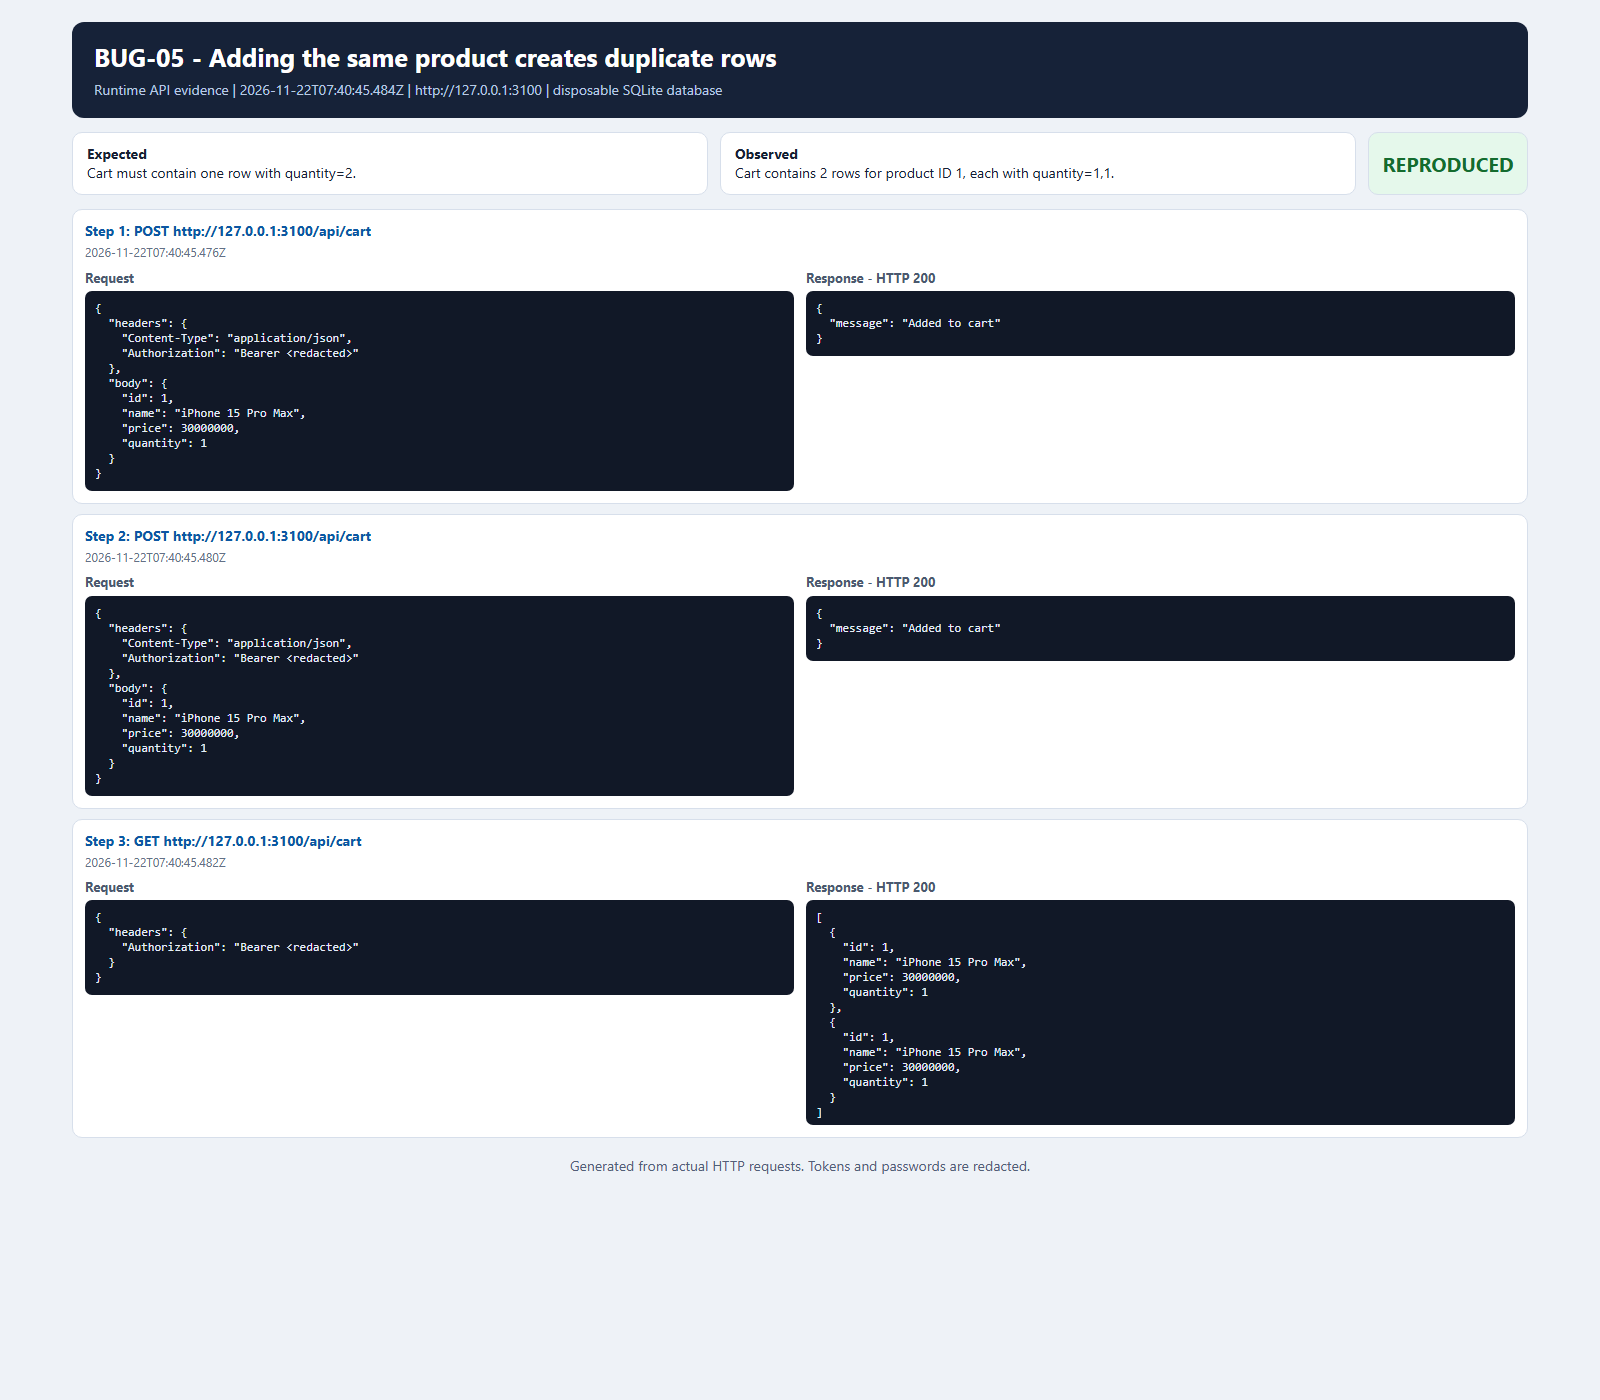 BUG-05 - Adding the same product creates duplicate rows
Runtime API evidence | 2026-11-22T07:40:45.484Z | http://127.0.0.1:3100 | disposable SQLite database
Expected
Cart must contain one row with quantity=2.
Observed
Cart contains 2 rows for product ID 1, each with quantity=1,1.
REPRODUCED
Step 1: POST http://127.0.0.1:3100/api/cart
2026-11-22T07:40:45.476Z
Request
{
  "headers": {
    "Content-Type": "application/json",
    "Authorization": "Bearer <redacted>"
  },
  "body": {
    "id": 1,
    "name": "iPhone 15 Pro Max",
    "price": 30000000,
    "quantity": 1
  }
}
Response - HTTP 200
{
  "message": "Added to cart"
}
Step 2: POST http://127.0.0.1:3100/api/cart
2026-11-22T07:40:45.480Z
Request
{
  "headers": {
    "Content-Type": "application/json",
    "Authorization": "Bearer <redacted>"
  },
  "body": {
    "id": 1,
    "name": "iPhone 15 Pro Max",
    "price": 30000000,
    "quantity": 1
  }
}
Response - HTTP 200
{
  "message": "Added to cart"
}
Step 3: GET http://127.0.0.1:3100/api/cart
2026-11-22T07:40:45.482Z
Request
{
  "headers": {
    "Authorization": "Bearer <redacted>"
  }
}
Response - HTTP 200
[
  {
    "id": 1,
    "name": "iPhone 15 Pro Max",
    "price": 30000000,
    "quantity": 1
  },
  {
    "id": 1,
    "name": "iPhone 15 Pro Max",
    "price": 30000000,
    "quantity": 1
  }
]
Generated from actual HTTP requests. Tokens and passwords are redacted.